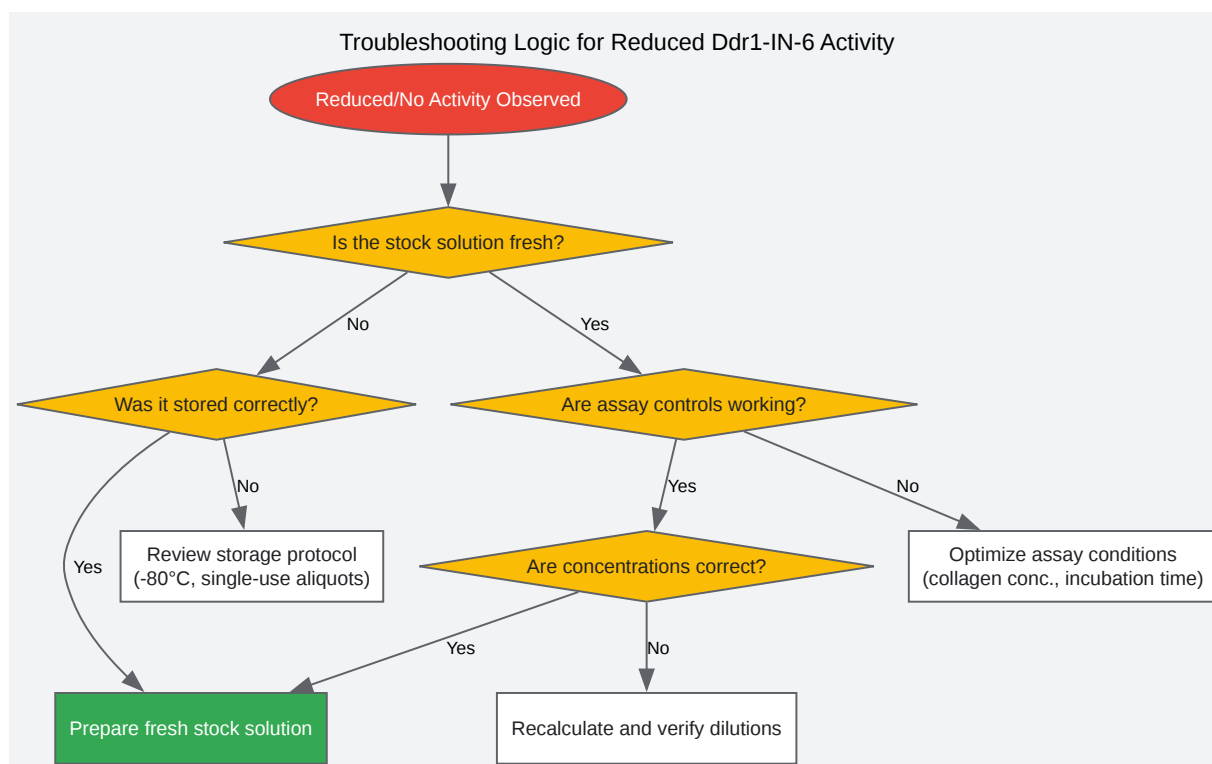 Troubleshooting Logic for Reduced Ddr1-IN-6 Activity
Reduced/No Activity Observed
Is the stock solution fresh?
No
Yes
Was it stored correctly?
Are assay controls working?
Yes
No
Yes
No
Review storage protocol
(-80°C, single-use aliquots)
Are concentrations correct?
Optimize assay conditions
(collagen conc., incubation time)
Yes
No
Prepare fresh stock solution
Recalculate and verify dilutions